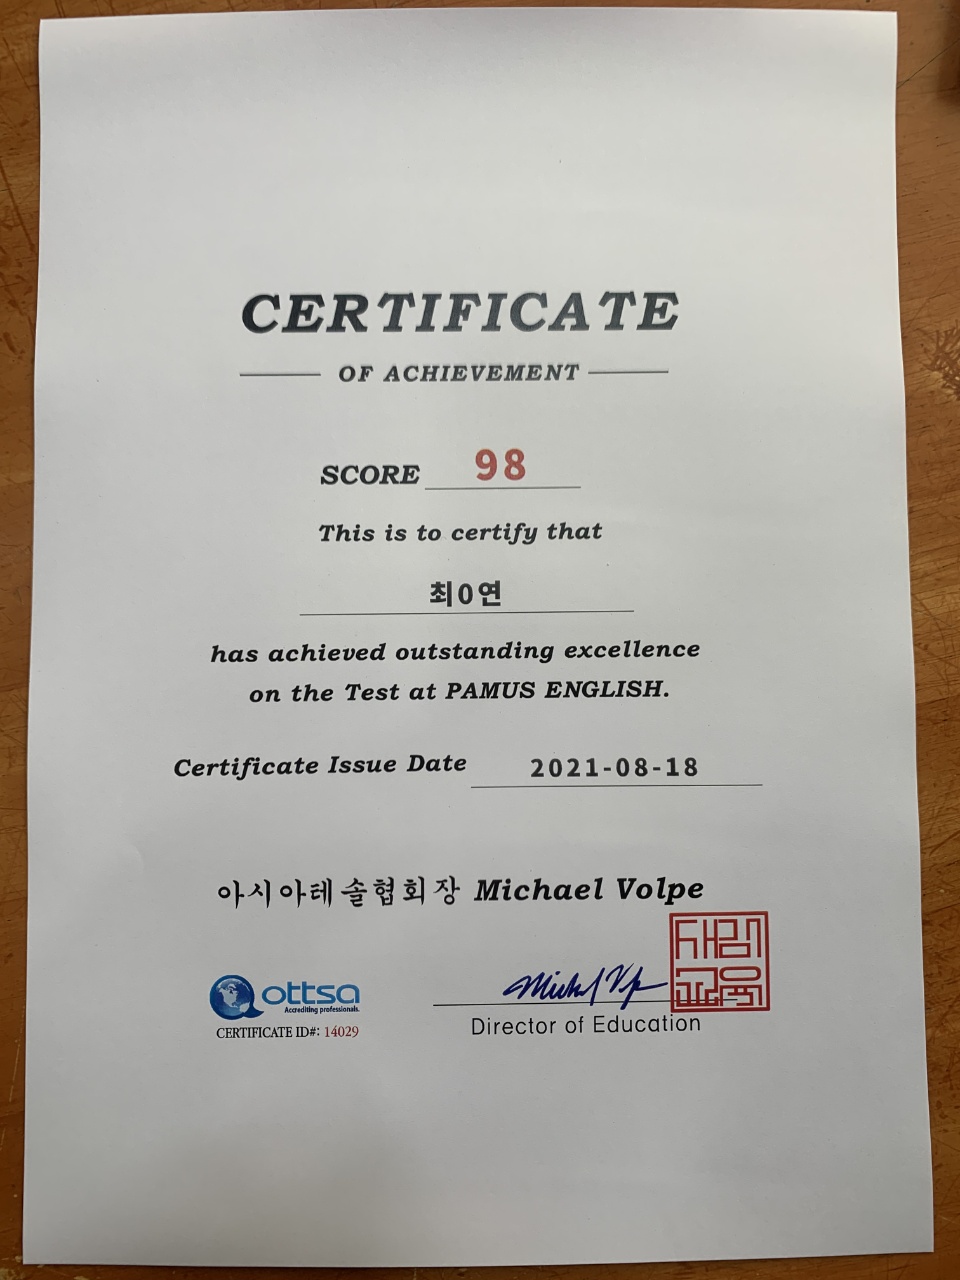 CERTIFICATE
OF ACHIEVEMENT
SCORE 98
This is to certify that
최0연
has achieved outstanding excellence
on the Test at PAMUS ENGLISH.
Certificate Issue Date 2021-08-18
아시아테솔협회장 Michael Volpe
ottsa
Accrediting professionals.
CERTIFICATE ID#: 14029
Director of Education